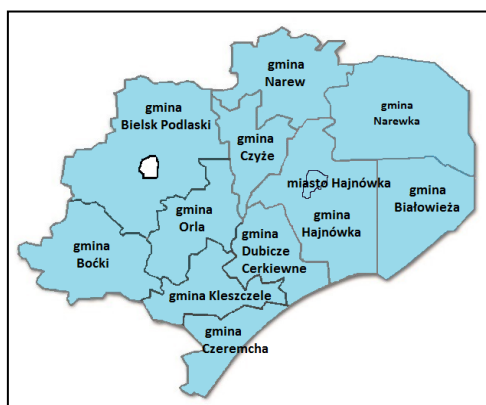 gmina
Narew
gmina
Bielsk Podlaski
gmina
Narewka
gmina
Czyże
miasto Hajnówka
gmina
Białowieża
gmina
Orla
gmina
Hajnówka
gmina
Dubicze
Cerkiewne
gmina
Boćki
gmina Kleszczele
gmina
Czeremcha